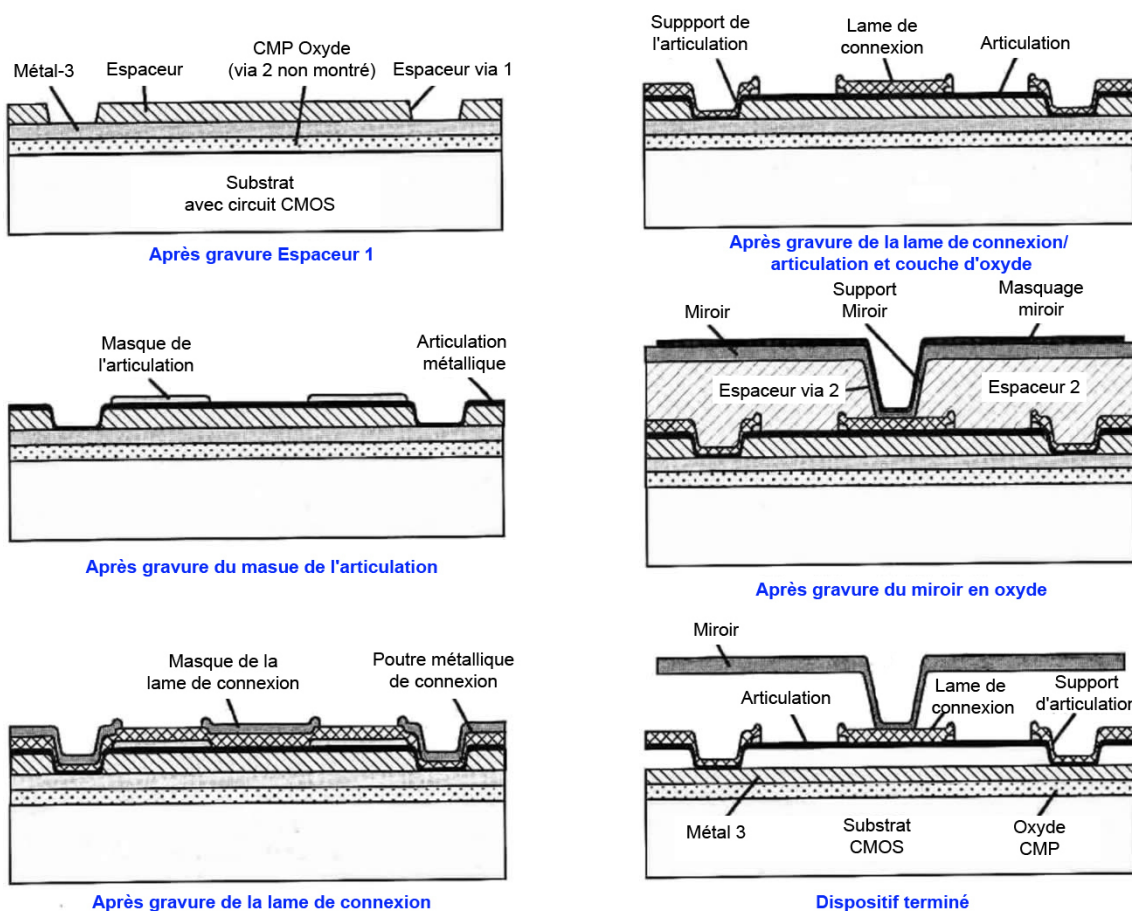 CMP Oxyde
Métal-3
Espaceur
(via 2 non montré)
Espaceur via 1
Substrat
avec circuit CMOS
Après gravure Espaceur 1
Masque de
l'articulation
Articulation
métallique
Après gravure du masue de l'articulation
Masque de la
lame de connexion
Poutre métallique
de connexion
Après gravure de la lame de connexion
Suppport de
l'articulation
Lame de
connexion
Articulation
Après gravure de la lame de connexion/
articulation et couche d'oxyde
Miroir
Support
Miroir
Masquage
miroir
Espaceur via 2
Espaceur 2
Après gravure du miroir en oxyde
Miroir
Articulation
Lame de
connexion
Support
d'articulation
Métal 3
Substrat
CMOS
Oxyde
CMP
Dispositif terminé